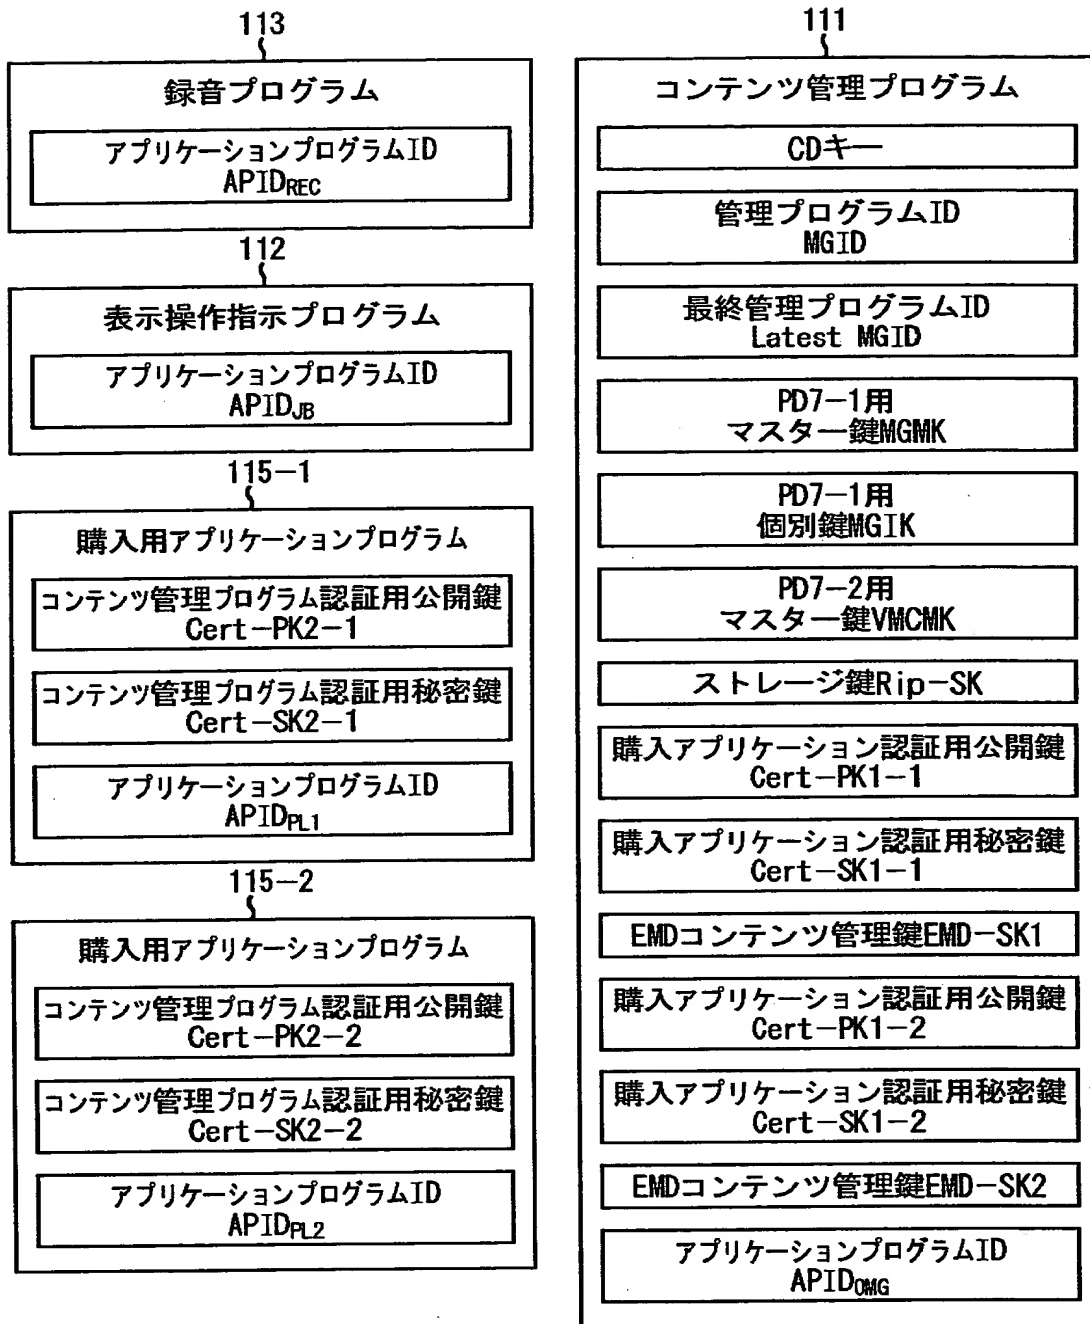 113
録音プログラム
アプリケーションプログラムID
APIDREC
112
表示操作指示プログラム
アプリケーションプログラムID
APIDJB
115−1
購入用アプリケーションプログラム
コンテンツ管理プログラム認証用公開鍵
Cert−PK2−1
コンテンツ管理プログラム認証用秘密鍵
Cert−SK2−1
アプリケーションプログラムID
APIDPL1
115−2
購入用アプリケーションプログラム
コンテンツ管理プログラム認証用公開鍵
Cert−PK2−2
コンテンツ管理プログラム認証用秘密鍵
Cert−SK2−2
アプリケーションプログラムID
APIDPL2
111
コンテンツ管理プログラム
CDキー
管理プログラムID
MGID
最終管理プログラムID
Latest MGID
PD7−1用
マスター鍵MGMK
PD7−1用
個別鍵MGIK
PD7−2用
マスター鍵VMCMK
ストレージ鍵Rip−SK
購入アプリケーション認証用公開鍵
Cert−PK1−1
購入アプリケーション認証用秘密鍵
Cert−SK1−1
EMDコンテンツ管理鍵EMD−SK1
購入アプリケーション認証用公開鍵
Cert−PK1−2
購入アプリケーション認証用秘密鍵
Cert−SK1−2
EMDコンテンツ管理鍵EMD−SK2
アプリケーションプログラムID
APIDOMG